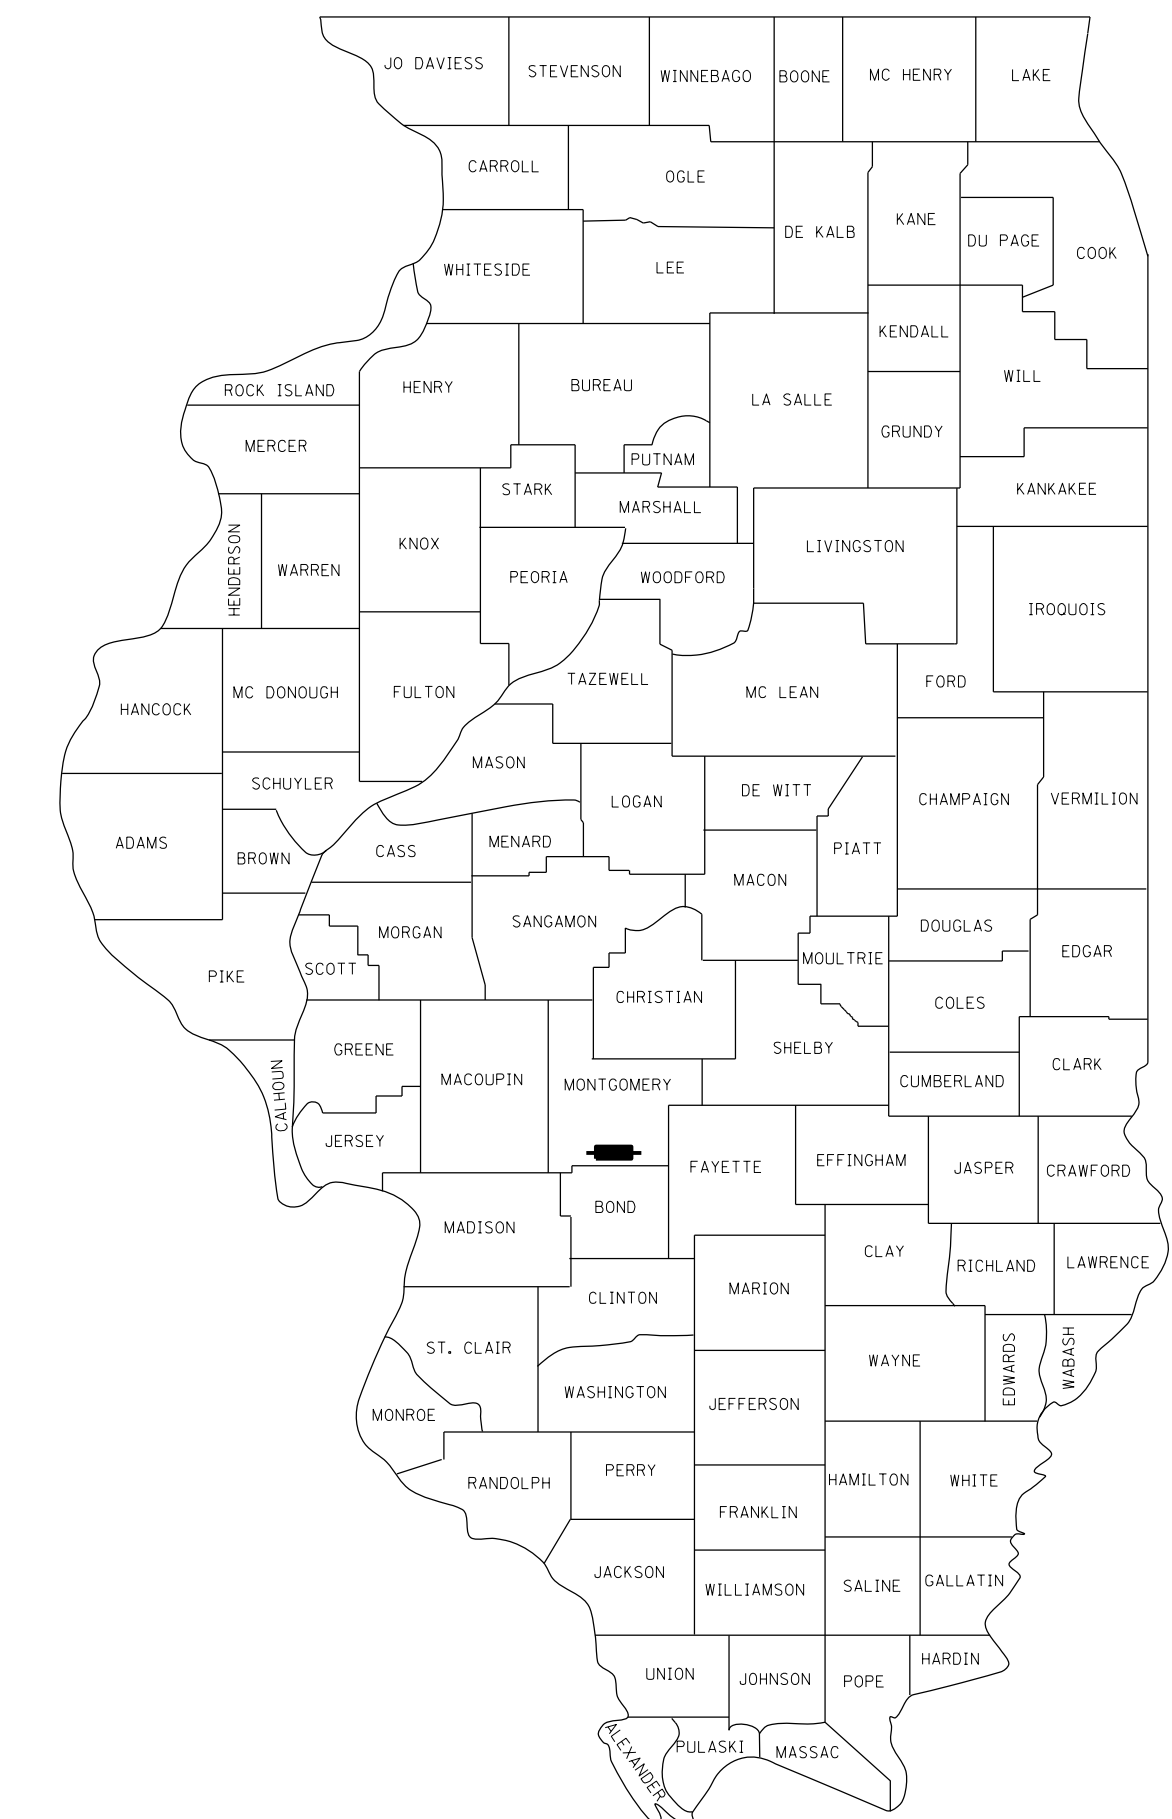 JO DAVIESS
STEVENSON
WINNEBAGO
BOONE
MC HENRY
LAKE
CARROLL
OGLE
DE KALB
KANE
DU PAGE
COOK
WHITESIDE
LEE
KENDALL
ROCK ISLAND
HENRY
BUREAU
LA SALLE
WILL
GRUNDY
MERCER
PUTNAM
STARK
MARSHALL
KANKAKEE
HENDERSON
WARREN
KNOX
PEORIA
WOODFORD
LIVINGSTON
IROQUOIS
HANCOCK
MC DONOUGH
FULTON
TAZEWELL
MC LEAN
FORD
MASON
SCHUYLER
LOGAN
DE WITT
CHAMPAIGN
VERMILION
ADAMS
BROWN
CASS
MENARD
PIATT
MACON
PIKE
SCOTT
MORGAN
SANGAMON
DOUGLAS
MOULTRIE
EDGAR
CHRISTIAN
COLES
GREENE
MACOUPIN
MONTGOMERY
SHELBY
CUMBERLAND
CLARK
CALHOUN
JERSEY
FAYETTE
EFFINGHAM
JASPER
CRAWFORD
MADISON
BOND
CLAY
RICHLAND
LAWRENCE
CLINTON
MARION
ST. CLAIR
WAYNE
EDWARDS
WABASH
MONROE
WASHINGTON
JEFFERSON
RANDOLPH
PERRY
HAMILTON
WHITE
FRANKLIN
JACKSON
WILLIAMSON
SALINE
GALLATIN
UNION
JOHNSON
POPE
HARDIN
ALEXANDER
PULASKI
MASSAC